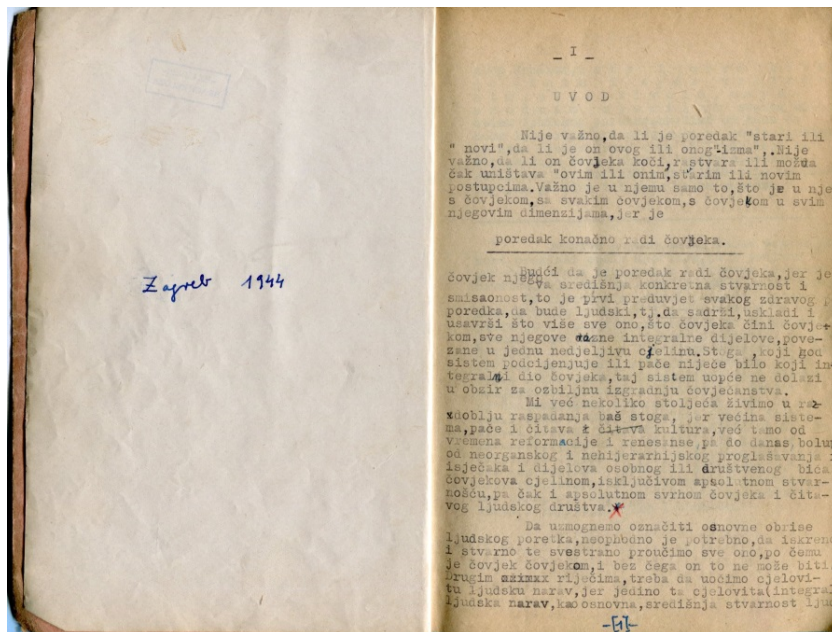 Zagreb 1944
_ I _
U V O D
Nije važno,da li je poredak "stari ili
" novi",da li je on ovog ili onog"-izma",.Nije
važno,da li on čovjeka koči,rastvara ili možda
čak uništava "ovim ili onim,starim ili novim
postupcima.Važno je u njemu samo to,što je u nje
s čovjekom,sa svakim čovjekom,s čovjekom u svim
njegovim dimenzijama,jer je
poredak konačno radi čovjeka.
Budći da je poredak radi čovjeka,jer je
čovjek njegova središnja konkretna stvarnost i
smisaonost,to je prvi preduvjet svakog zdravog
poredka,da bude ljudski,tj.da sadrži,uskladi i
usavrši što više sve ono,što čovjeka čini čovje-
kom,sve njegove razne integralne dijelove,pove-
zane u jednu nedjeljivu cjelinu.Stoga ,koji god
sistem podcijenjuje ili pače niječe bilo koji in-
tegralni dio čovjeka,taj sistem uopće ne dolazi
u obzir za ozbiljnu izgradnju čovječanstva.
Mi već nekoliko stoljeća živimo u raz-
zdoblju raspadanja baš stoga, jer većina siste-
ma,pače i čitava kultura,već tamo od
vremena reformacije i renesanse,pa do danas,bolup
od neorganskog i nehijerarhijskog proglašavanja
isječaka i dijelova osobnog ili društvenog bića
čovjekova cjelinom,isključivom apsolutnom stvar-
nošću,pa čak i apsolutnom svrhom čovjeka i čita-
vog ljudskog društva.
Da uzmognemo označiti osnovne obrise
ljudskog poretka,neophodno je potrebno,da iskreno
i stvarno te svestrano proučimo sve ono,po čemu
je čovjek čovjekom,i bez čega on to ne može biti
Drugim riječima,treba da uočimo cjelovi-
tu ljudsku narav,jer jedino ta cjelovita(integral
ljudska narav,kao osnovna,središnja stvarnost ljud
-[1]-